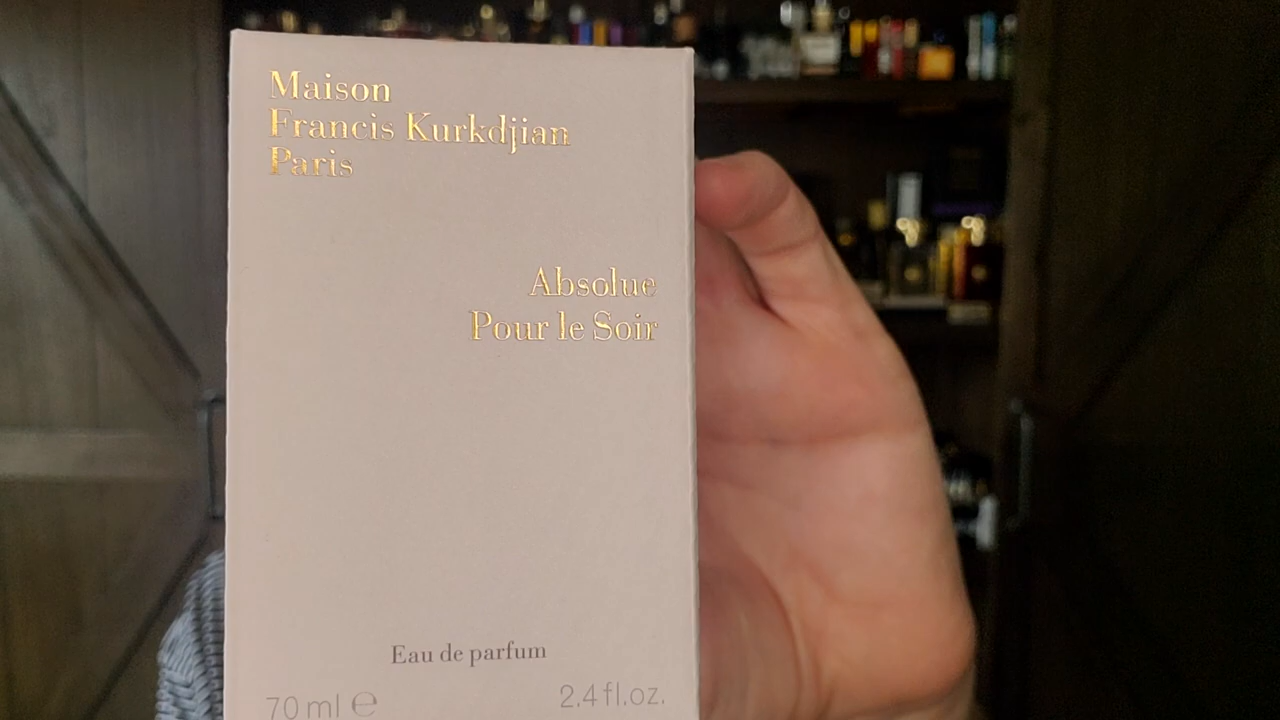 Maison
Francis Kurkdjian
Paris
Absolue
Pour le Soir
Eau de parfum
70 ml ℮ 2.4 fl.oz.